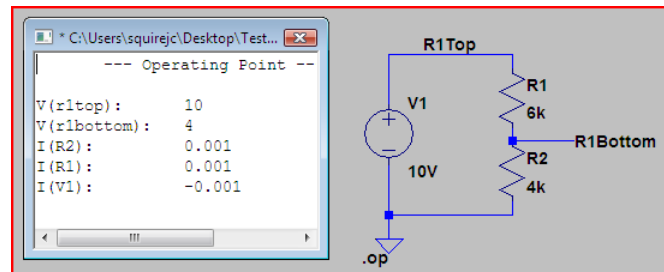 * C:\Users\squirejc\Desktop\Test...
--- Operating Point --
V(r1top): 10
V(r1bottom): 4
I(R2): 0.001
I(R1): 0.001
I(V1): -0.001
R1Top
R1
6k
V1
R1Bottom
R2
10V
4k
.op